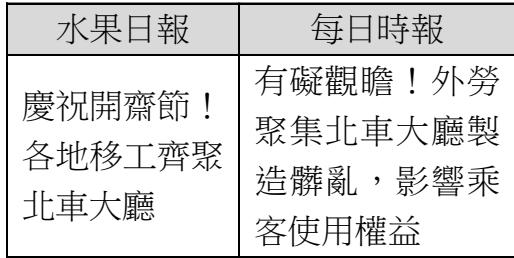 水果日報
每日時報
慶祝開齋節！
各地移工齊聚
北車大廳
有礙觀瞻！外勞
聚集北車大廳製
造髒亂，影響乘
客使用權益